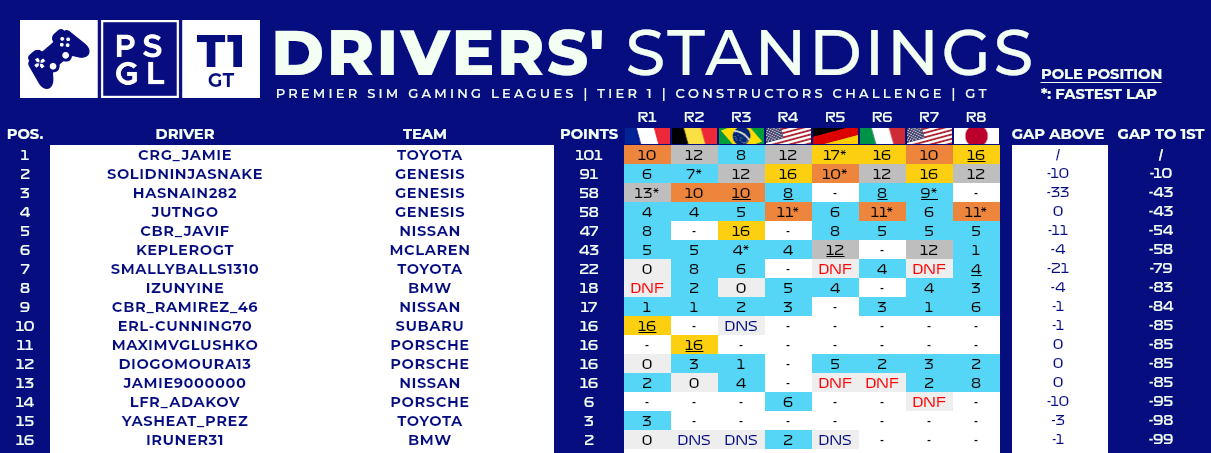 PS
GL
T1
GT
DRIVERS' STANDINGS
PREMIER SIM GAMING LEAGUES | TIER 1 | CONSTRUCTORS CHALLENGE | GT
POLE POSITION
*: FASTEST LAP
R1 R2 R3 R4 R5 R6 R7 R8
POS. DRIVER TEAM POINTS GAP ABOVE GAP TO 1ST
1 CRG_JAMIE TOYOTA 101 10 12 8 12 17* 16 10 16 / /
2 SOLIDNINJASNAKE GENESIS 91 6 7* 12 16 10* 12 16 12 -10 -10
3 HASNAIN282 GENESIS 58 13* 10 10 8 - 8 9* - -33 -43
4 JUTNGO GENESIS 58 4 4 5 11* 6 11* 6 11* 0 -43
5 CBR_JAVIF NISSAN 47 8 - 16 - 8 5 5 5 -11 -54
6 KEPLEROGT MCLAREN 43 5 5 4* 4 12 - 12 1 -4 -58
7 SMALLYBALLS1310 TOYOTA 22 0 8 6 - DNF 4 DNF 4 -21 -79
8 IZUNYINE BMW 18 DNF 2 0 5 4 - 4 3 -4 -83
9 CBR_RAMIREZ_46 NISSAN 17 1 1 2 3 - 3 1 6 -1 -84
10 ERL-CUNNING70 SUBARU 16 16 - DNS - - - - - -1 -85
11 MAXIMVGLUSHKO PORSCHE 16 - 16 - - - - - - 0 -85
12 DIOGOMOURA13 PORSCHE 16 0 3 1 - 5 2 3 2 0 -85
13 JAMIE9000000 NISSAN 16 2 0 4 - DNF DNF 2 8 0 -85
14 LFR_ADAKOV PORSCHE 6 - - - 6 - - DNF - -10 -95
15 YASHEAT_PREZ TOYOTA 3 3 - - - - - - - -3 -98
16 IRUNER31 BMW 2 0 DNS DNS 2 DNS - - - -1 -99